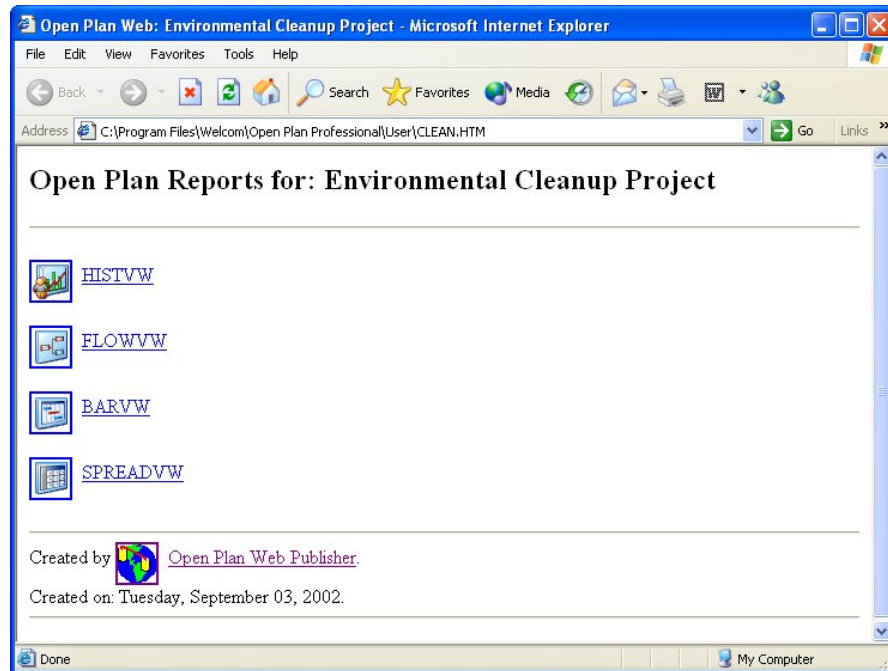 Open Plan Web: Environmental Cleanup Project - Microsoft Internet Explorer
File Edit View Favorites Tools Help
Back Search Favorites Media
Address C:\Program Files\Welcom\Open Plan Professional\User\CLEAN.HTM Go Links »
Open Plan Reports for: Environmental Cleanup Project
HISTVW
FLOWVW
BARVW
SPREADVW
Created by Open Plan Web Publisher.
Created on: Tuesday, September 03, 2002.
Done My Computer